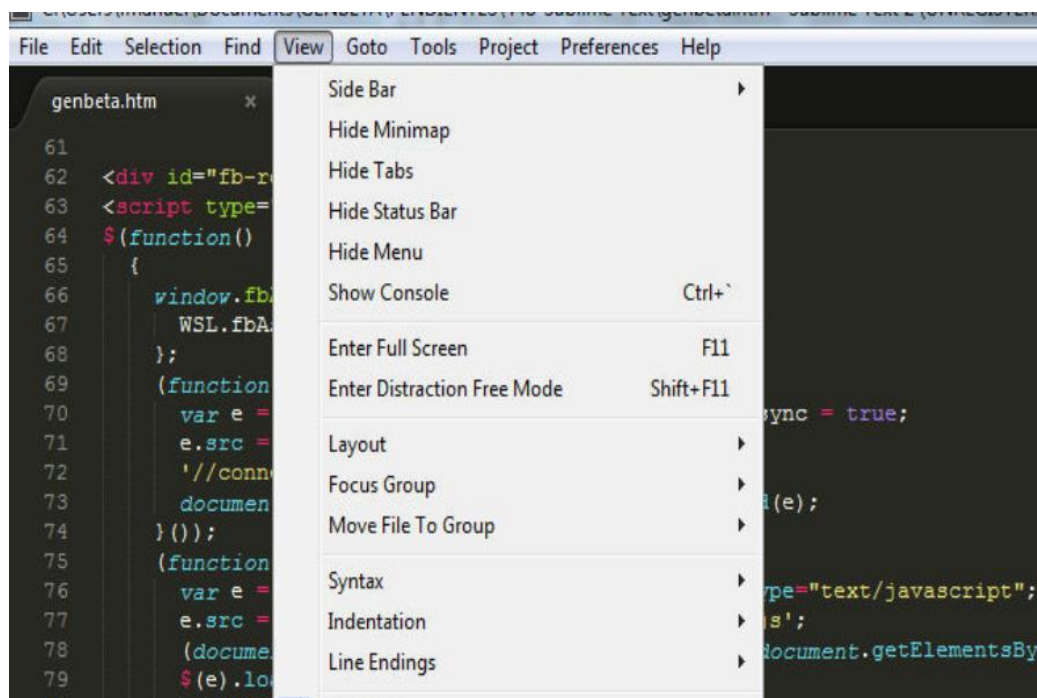 File Edit Selection Find View Goto Tools Project Preferences Help
genbeta.htm ×
Side Bar
Hide Minimap
Hide Tabs
Hide Status Bar
Hide Menu
Show Console Ctrl+`
Enter Full Screen F11
Enter Distraction Free Mode Shift+F11
Layout
Focus Group
Move File To Group
Syntax
Indentation
Line Endings
61
62 <div id="fb-r
63 <script type="
64 $(function()
65 {
66 window.fb
67 WSL.fbA
68 };
69 (function
70 var e = sync = true;
71 e.src =
72 '//conn
73 documen (e);
74 }());
75 (function
76 var e = pe="text/javascript";
77 e.src = s';
78 (docume document.getElementsBy
79 $(e).lo